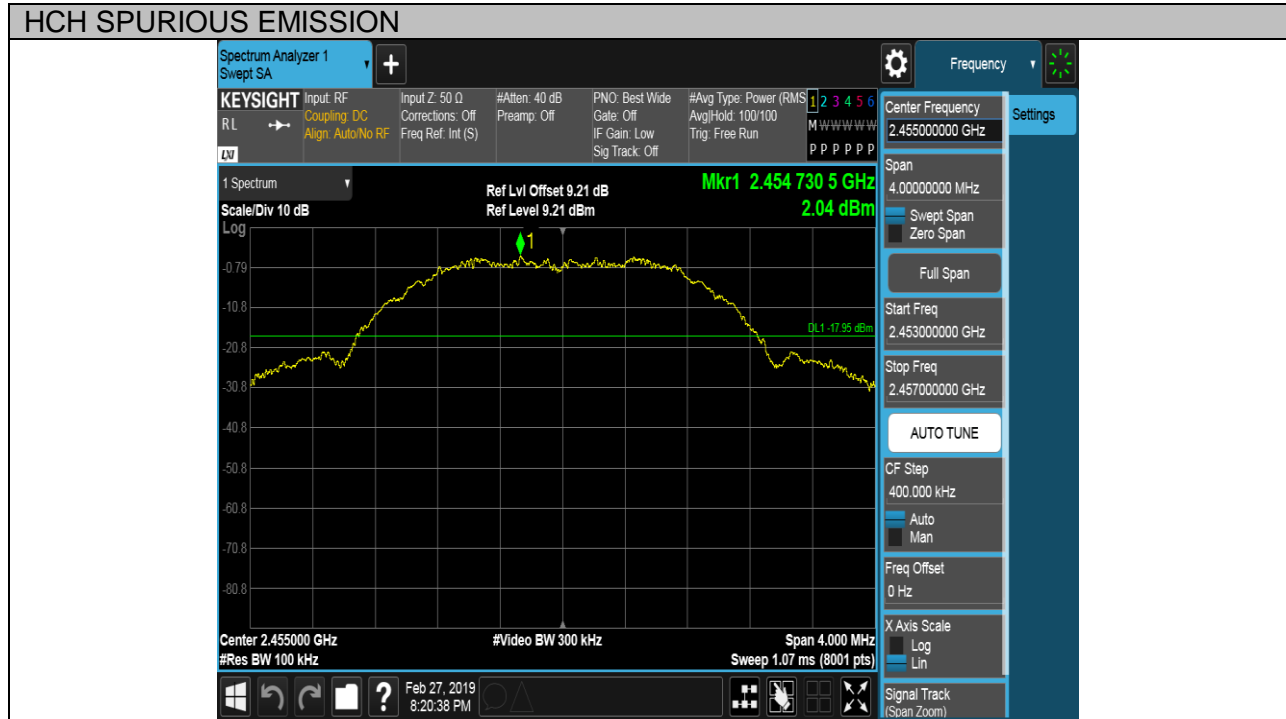 HCH SPURIOUS EMISSION
Spectrum Analyzer 1
Swept SA
Frequency
KEYSIGHT
RL
LXI
Input: RF
Coupling: DC
Align: Auto/No RF
Input Z: 50 Ω
Corrections: Off
Freq Ref: Int (S)
#Atten: 40 dB
Preamp: Off
PNO: Best Wide
Gate: Off
IF Gain: Low
Sig Track: Off
#Avg Type: Power (RMS
Avg|Hold: 100/100
Trig: Free Run
1 2 3 4 5 6
M W W W W W
P P P P P P
1 Spectrum
Scale/Div 10 dB
Log
Ref Lvl Offset 9.21 dB
Ref Level 9.21 dBm
Mkr1 2.454 730 5 GHz
2.04 dBm
1
-0.79
-10.8
DL1 -17.95 dBm
-20.8
-30.8
-40.8
-50.8
-60.8
-70.8
-80.8
Center 2.455000 GHz
#Res BW 100 kHz
#Video BW 300 kHz
Span 4.000 MHz
Sweep 1.07 ms (8001 pts)
Feb 27, 2019
8:20:38 PM
Center Frequency
2.455000000 GHz
Settings
Span
4.00000000 MHz
Swept Span
Zero Span
Full Span
Start Freq
2.453000000 GHz
Stop Freq
2.457000000 GHz
AUTO TUNE
CF Step
400.000 kHz
Auto
Man
Freq Offset
0 Hz
X Axis Scale
Log
Lin
Signal Track
(Span Zoom)